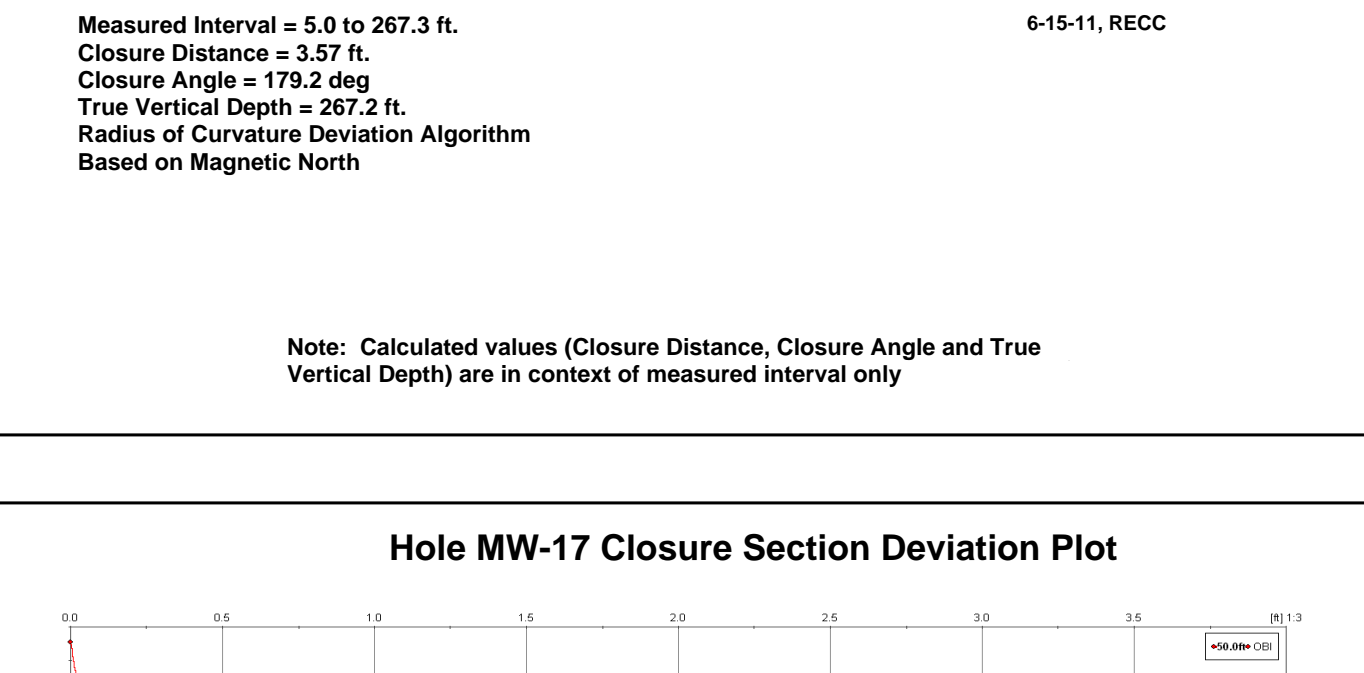 Measured Interval = 5.0 to 267.3 ft.
6-15-11, RECC
Closure Distance = 3.57 ft.
Closure Angle = 179.2 deg
True Vertical Depth = 267.2 ft.
Radius of Curvature Deviation Algorithm
Based on Magnetic North
Note:  Calculated values (Closure Distance, Closure Angle and True
Vertical Depth) are in context of measured interval only
Hole MW-17 Closure Section Deviation Plot
0.0 0.5 1.0 1.5 2.0 2.5 3.0 3.5 [ft] 1:3
50.0ft OBI